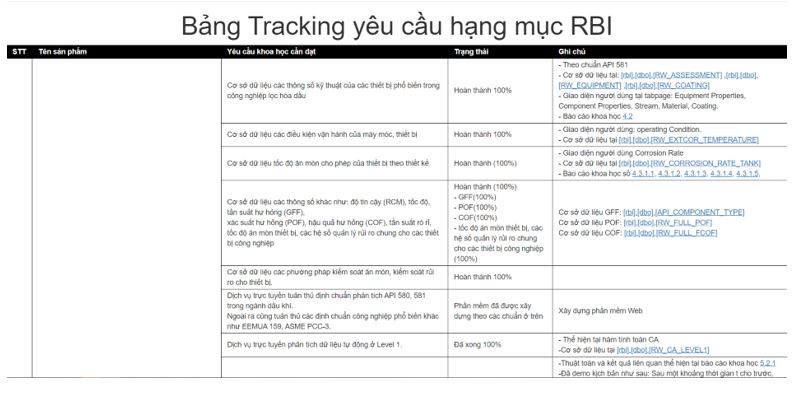 Bảng Tracking yêu cầu hạng mục RBI
STT Tên sản phẩm Yêu cầu khoa học cần đạt Trạng thái Ghi chú
Cơ sở dữ liệu các thông số kỹ thuật của các thiết bị phổ biến trong
công nghiệp lọc hóa dầu
Hoàn thành 100%
- Theo chuẩn API 581
- Cơ sở dữ liệu tại: [rbi].[dbo].[RW_ASSESSMENT] ,[rbi].[dbo].
[RW_EQUIPMENT] ,[rbi].[dbo].[RW_COATING]
- Giao diện người dùng tại tabpage: Equipment Properties,
Component Properties, Stream, Material, Coating.
- Báo cáo khoa học 4.2
Cơ sở dữ liệu các điều kiện vận hành của máy móc, thiết bị
Hoàn thành 100%
- Giao diện người dùng: operating Condition.
- Cơ sở dữ liệu tại [rbi].[dbo].[RW_EXTCOR_TEMPERATURE]
Cơ sở dữ liệu tốc độ ăn mòn cho phép của thiết bị theo thiết kế
Hoàn thành (100%)
- Giao diện người dùng Corrosion Rate
- Cơ sở dữ liệu tại [rbi].[dbo].[RW_CORROSION_RATE_TANK]
- Báo cáo khoa học số 4.3.1.1, 4.3.1.2, 4.3.1.3, 4.3.1.4, 4.3.1.5,
Cơ sở dữ liệu các thông số khác như: độ tin cậy (RCM), tốc độ,
tần suất hư hỏng (GFF),
xác suất hư hỏng (POF), hậu quả hư hỏng (COF), tần suất rò rỉ,
tốc độ ăn mòn thiết bị, các hệ số quản lý rủi ro chung cho các thiết
bị công nghiệp
Hoàn thành (100%)
- GFF(100%)
- POF(100%)
- COF(100%)
- tốc độ ăn mòn thiết bị, các
hệ số quản lý rủi ro chung
cho các thiết bị công nghiệp
(100%)
Cơ sở dữ liệu GFF: [rbi].[dbo].[API_COMPONENT_TYPE]
Cơ sở dữ liệu POF: [rbi].[dbo].[RW_FULL_POF]
Cơ sở dữ liệu COF: [rbi].[dbo].[RW_FULL_FCOF]
Cơ sở dữ liệu các phương pháp kiểm soát ăn mòn, kiểm soát rủi
ro cho thiết bị.
Hoàn thành 100%
Dịch vụ trực tuyến tuân thủ định chuẩn phân tích API 580, 581
trong ngành dầu khí.
Ngoài ra cũng tuân thủ các định chuẩn công nghiệp phổ biến khác
như EEMUA 159, ASME PCC-3.
Phần mềm đã được xây
dựng theo các chuẩn ở trên
Xây dựng phần mềm Web
Dịch vụ trực tuyến phân tích dữ liệu tự động ở Level 1.
Đã xong 100%
- Thể hiện tại hàm tính toán CA.
-Cơ sở dữ liệu tại [rbi].[dbo].[RW_CA_LEVEL1]
-Thuật toán và kết quả liên quan thể hiện tại báo cáo khoa học 5.2.1
-Đã demo kịch bản như sau: Sau một khoảng thời gian t cho trước,